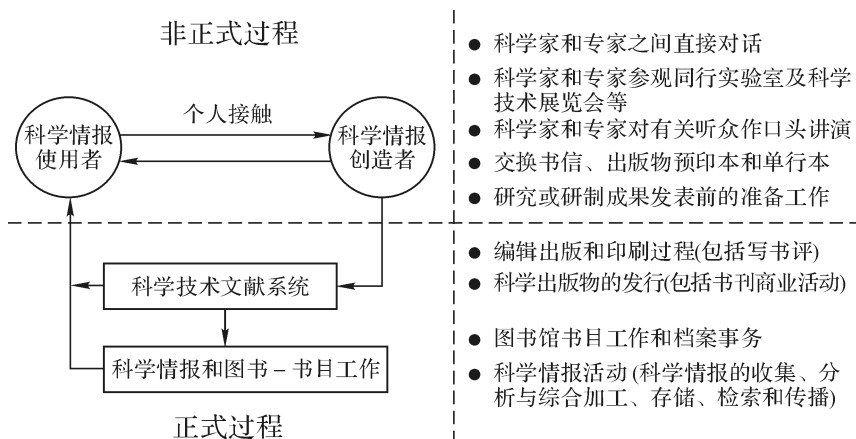 非正式过程
个人接触
科学情报
使用者
科学情报
创造者
科学技术文献系统
科学情报和图书－书目工作
正式过程
● 科学家和专家之间直接对话
● 科学家和专家参观同行实验室及科学
技术展览会等
● 科学家和专家对有关听众作口头讲演
● 交换书信、出版物预印本和单行本
● 研究或研制成果发表前的准备工作
● 编辑出版和印刷过程(包括写书评)
● 科学出版物的发行(包括书刊商业活动)
● 图书馆书目工作和档案事务
● 科学情报活动(科学情报的收集、分
析与综合加工、存储、检索和传播)